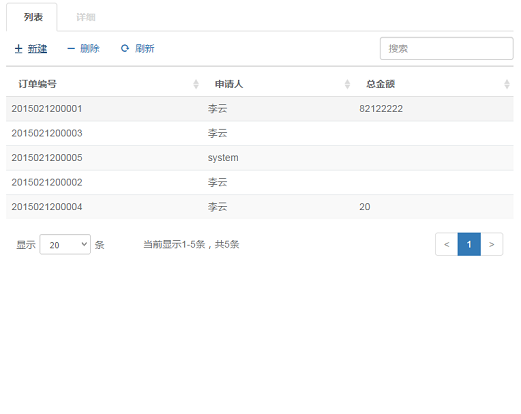 列表 详细
新建 删除 刷新 搜索
订单编号 申请人 总金额
2015021200001 李云 82122222
2015021200003 李云
2015021200005 system
2015021200002 李云
2015021200004 李云 20
显示 20 条 当前显示1-5条，共5条 < 1 >